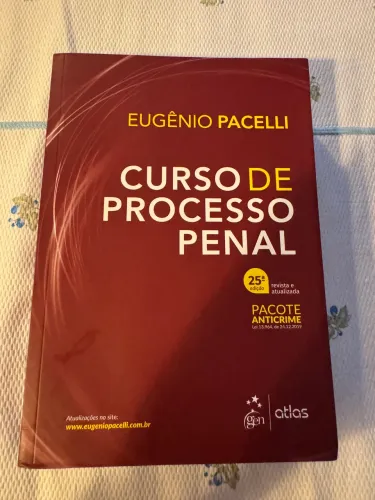 EUGÊNIO PACELLI
CURSO DE
PROCESSO
PENAL
25ª
edição
revista e
atualizada
PACOTE
ANTICRIME
Lei 13.964, de 24.12.2019
Atualizações no site:
www.eugeniopacelli.com.br
gen
atlas